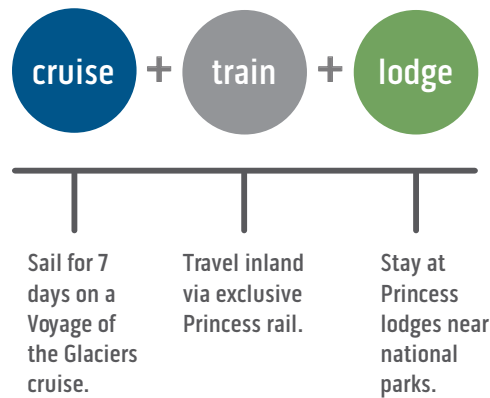 cruise + train + lodge
Sail for 7
days on a
Voyage of
the Glaciers
cruise.
Travel inland
via exclusive
Princess rail.
Stay at
Princess
lodges near
national
parks.